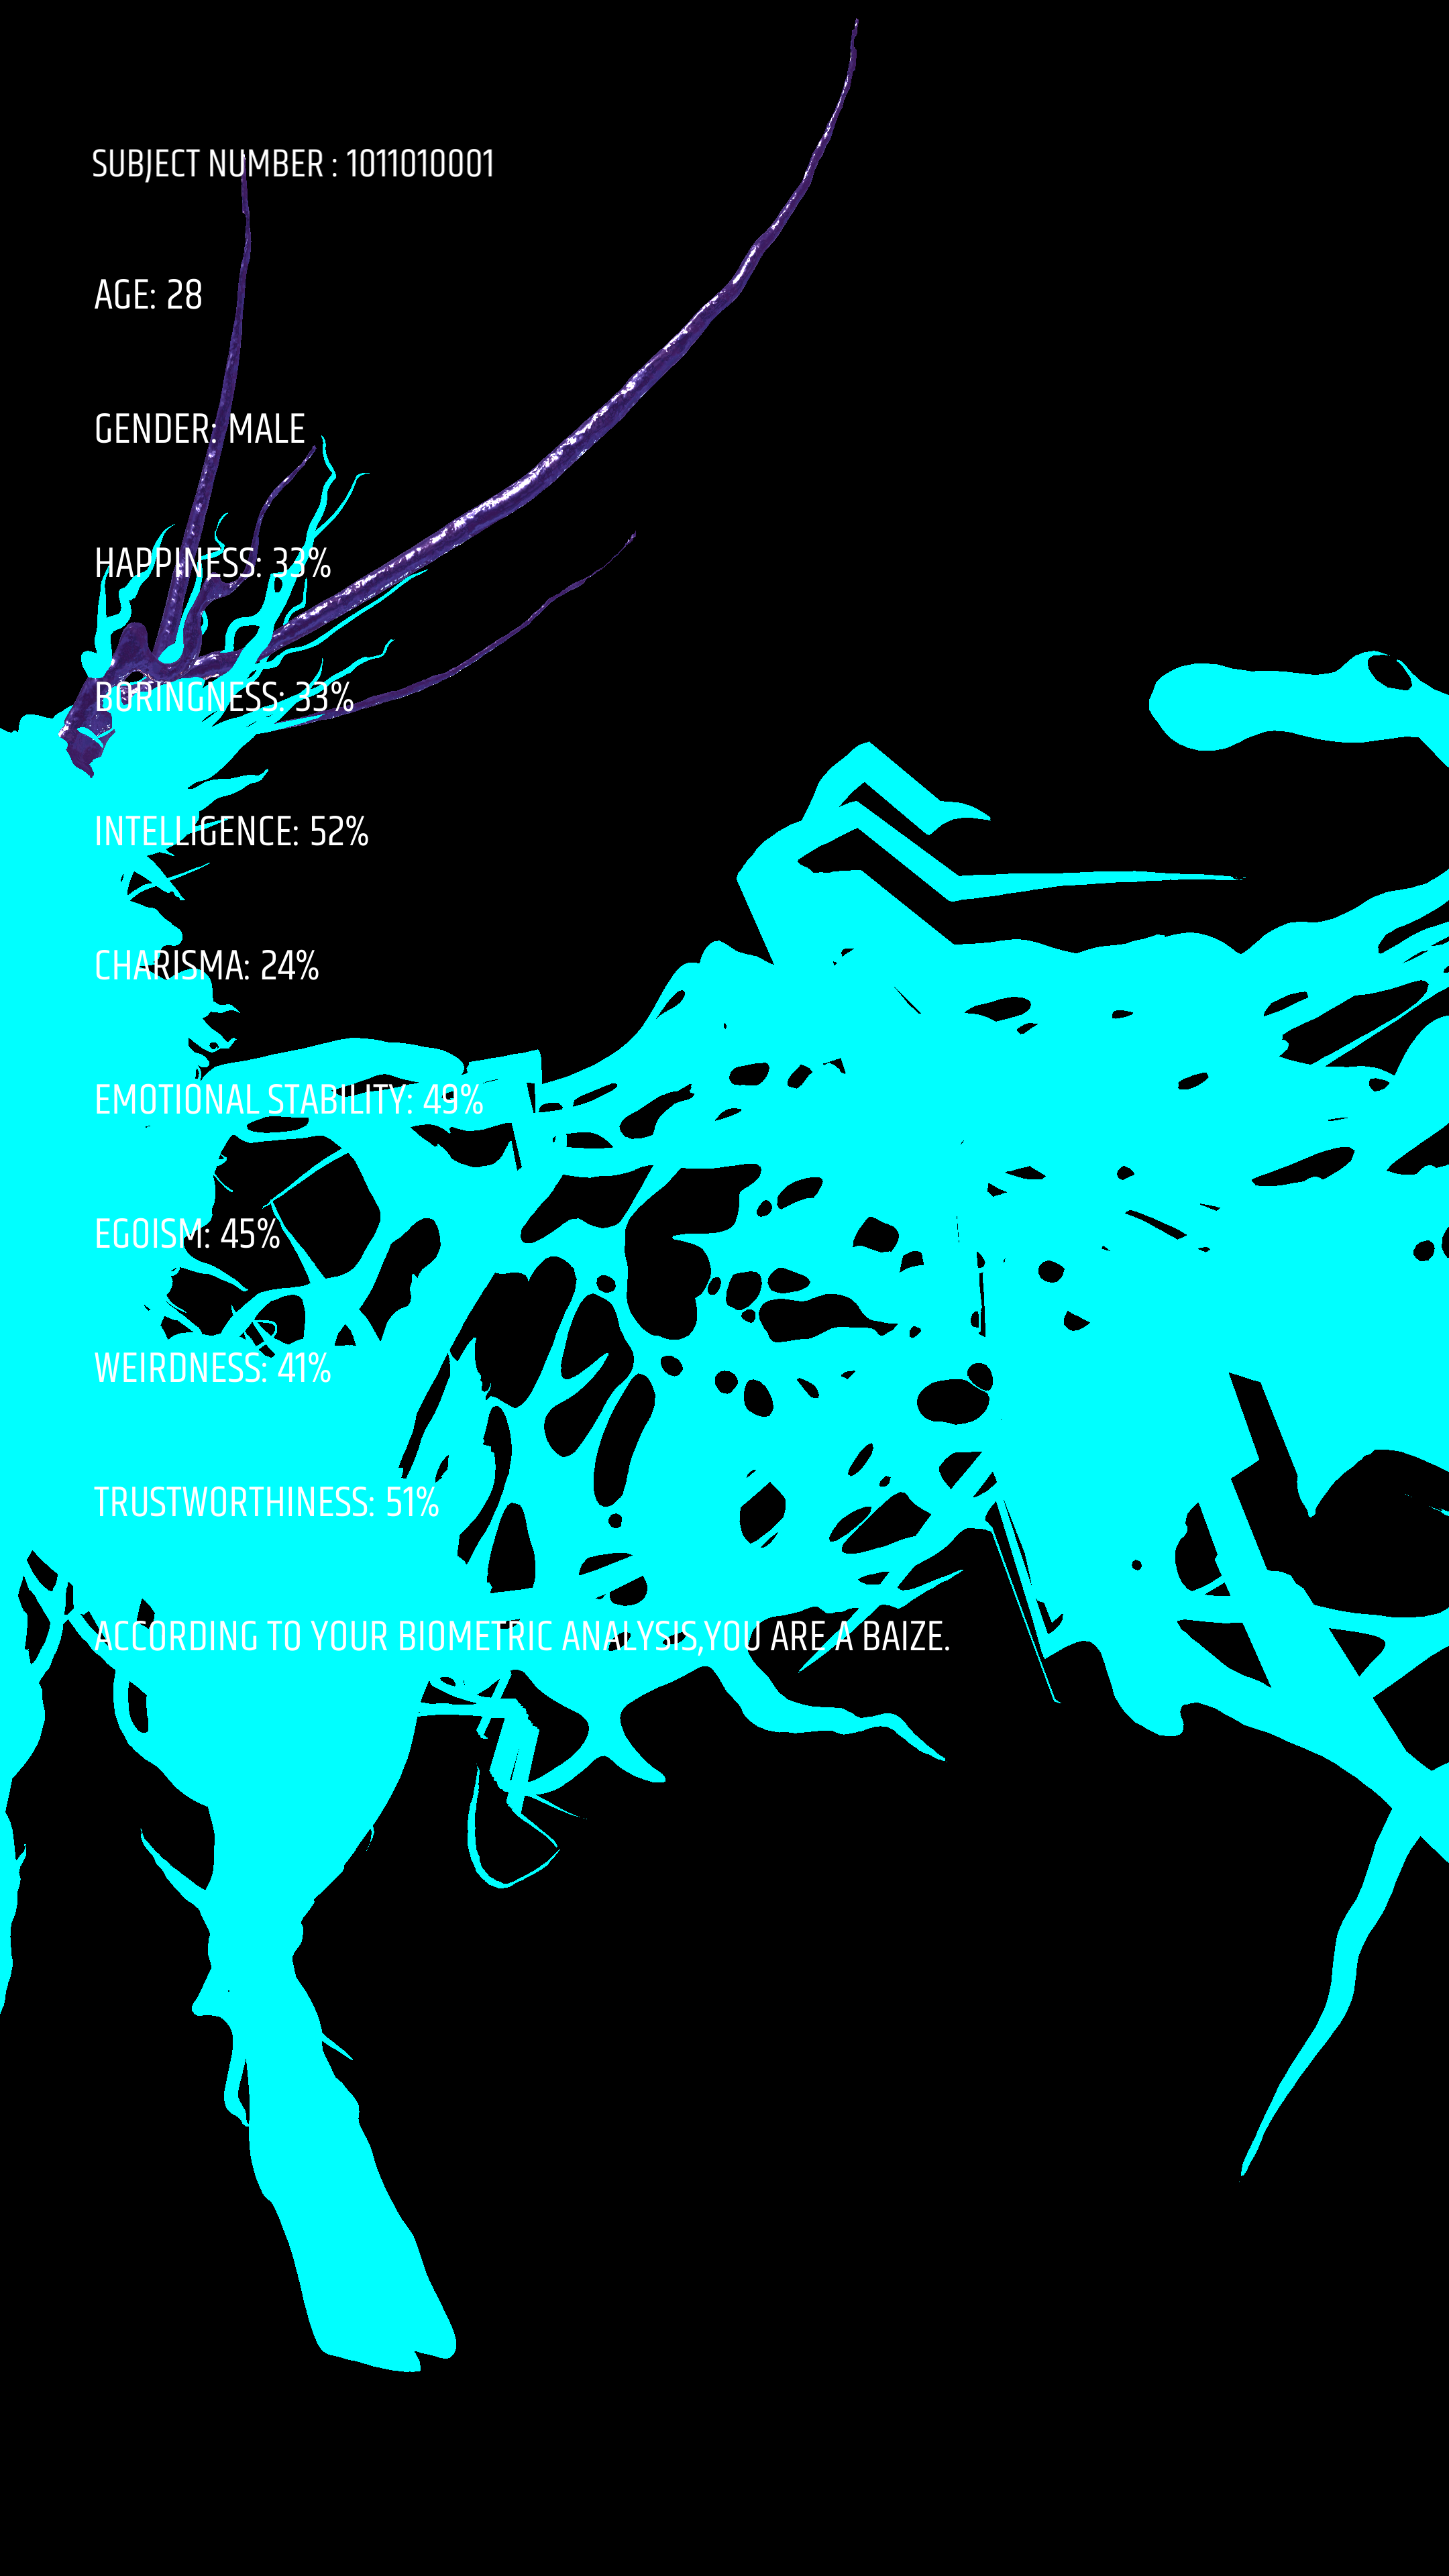 SUBJECT NUMBER : 1011010001
AGE: 28
GENDER: MALE
HAPPINESS: 33%
BORINGNESS: 33%
INTELLIGENCE: 52%
CHARISMA: 24%
EMOTIONAL STABILITY: 49%
EGOISM: 45%
WEIRDNESS: 41%
TRUSTWORTHINESS: 51%
ACCORDING TO YOUR BIOMETRIC ANALYSIS,YOU ARE A BAIZE.